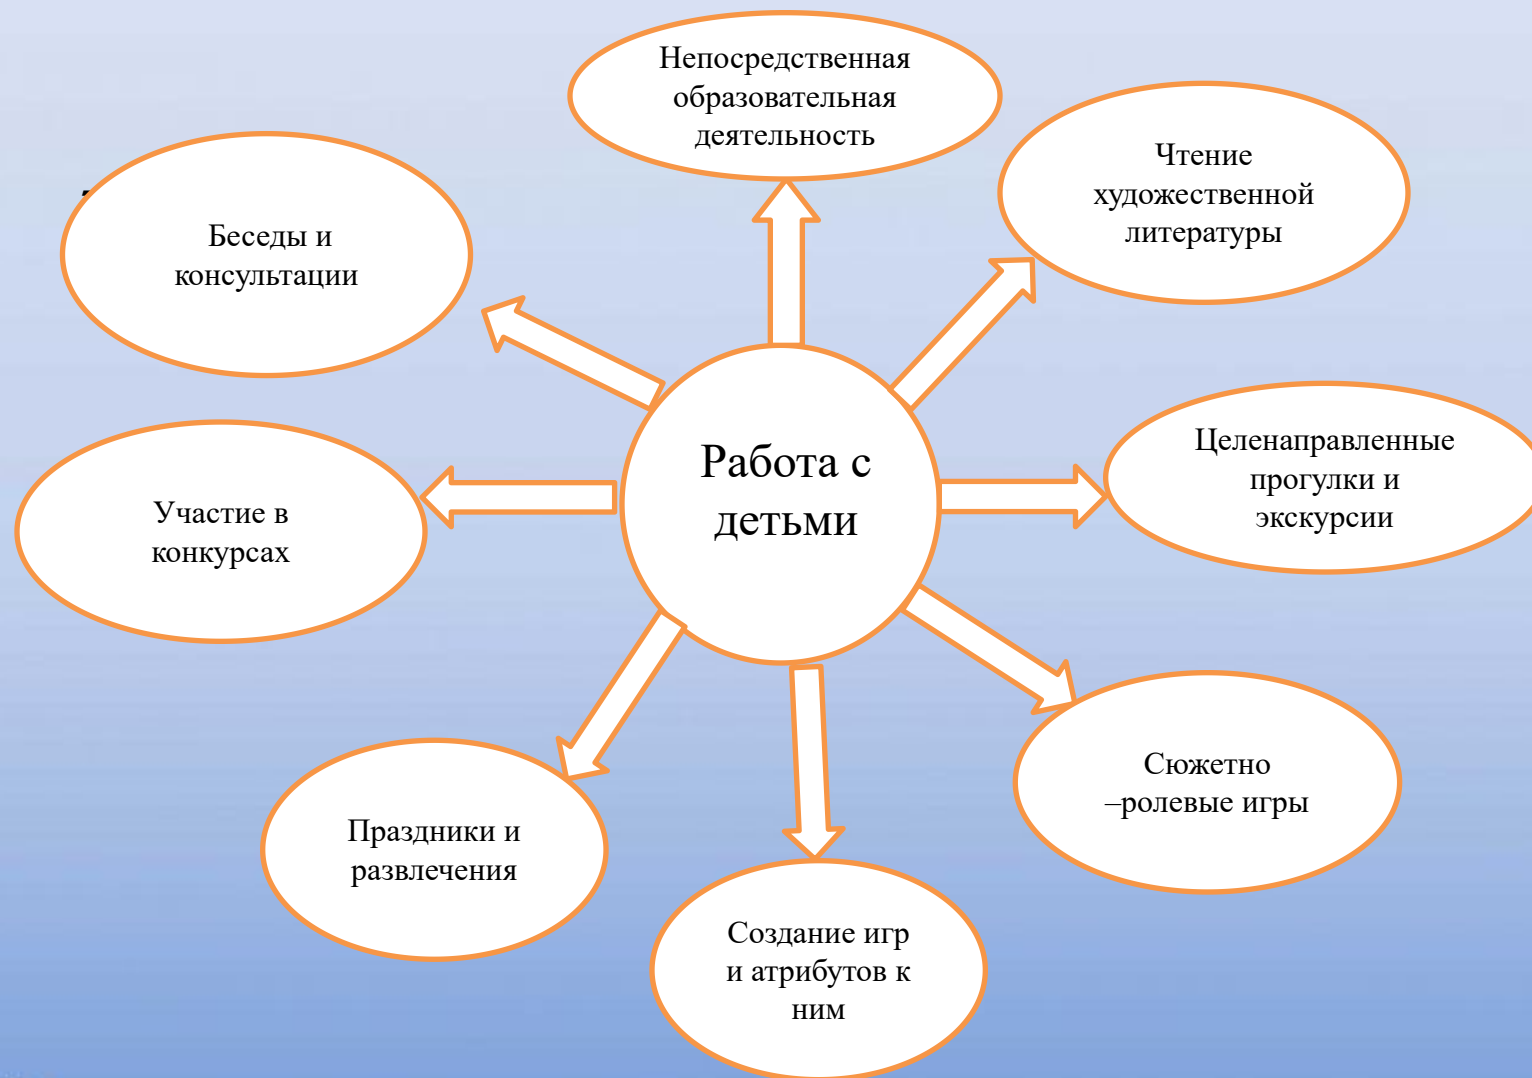 Непосредственная
образовательная
деятельность
Чтение
художественной
литературы
Беседы и
консультации
Целенаправленные
прогулки и
экскурсии
Работа с
детьми
Участие в
конкурсах
Сюжетно
–ролевые игры
Праздники и
развлечения
Создание игр
и атрибутов к
ним